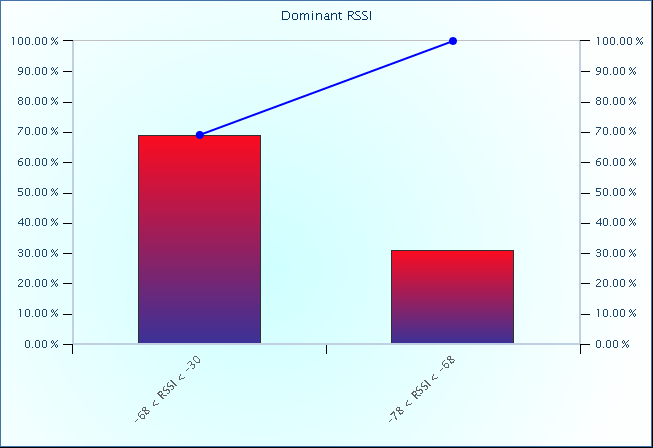 Dominant RSSI
100.00 % 100.00 %
90.00 % 90.00 %
80.00 % 80.00 %
70.00 % 70.00 %
60.00 % 60.00 %
50.00 % 50.00 %
40.00 % 40.00 %
30.00 % 30.00 %
20.00 % 20.00 %
10.00 % 10.00 %
0.00 % 0.00 %
-68 < RSSI < -30
-78 < RSSI < -68